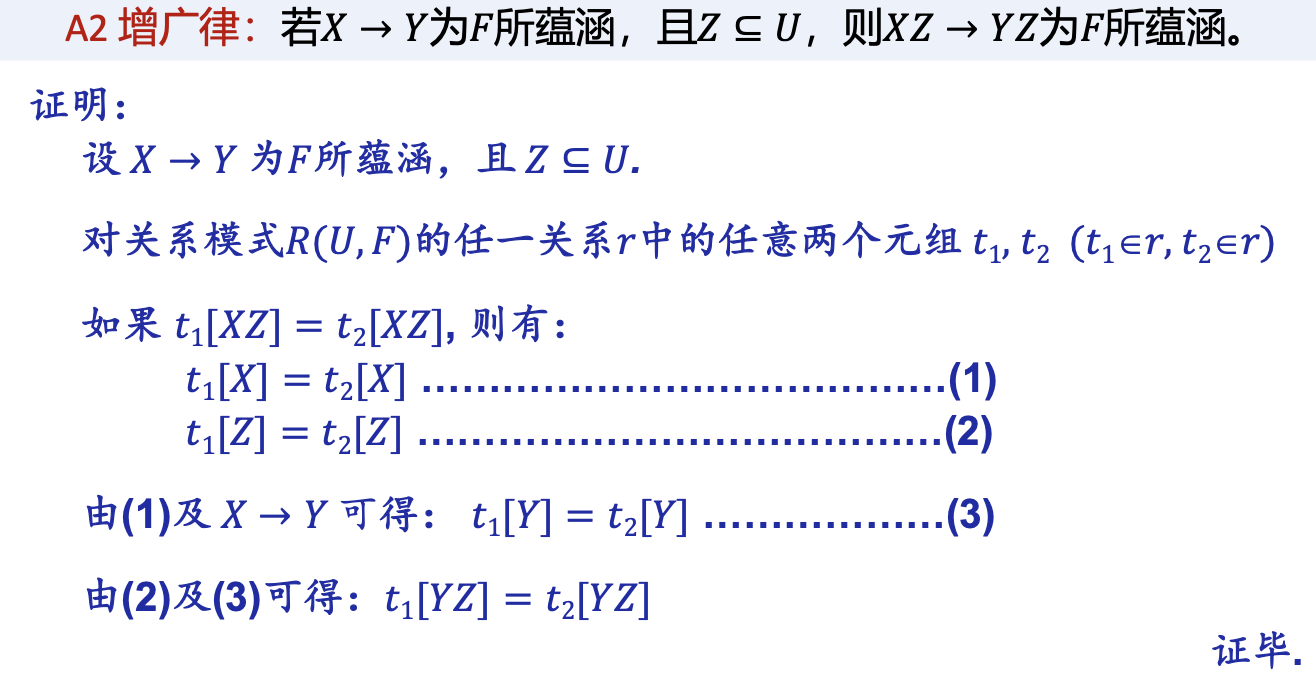 A2 增广律：若X → Y为F所蕴涵，且Z ⊆ U，则XZ → YZ为F所蕴涵。
证明：
设 X → Y 为F所蕴涵，且 Z ⊆ U.
对关系模式R(U, F)的任一关系r中的任意两个元组 t₁, t₂ (t₁∈r, t₂∈r)
如果 t₁[XZ] = t₂[XZ], 则有：
t₁[X] = t₂[X] .......................................(1)
t₁[Z] = t₂[Z] .......................................(2)
由(1)及 X → Y 可得： t₁[Y] = t₂[Y] ..................(3)
由(2)及(3)可得：t₁[YZ] = t₂[YZ]
证毕.